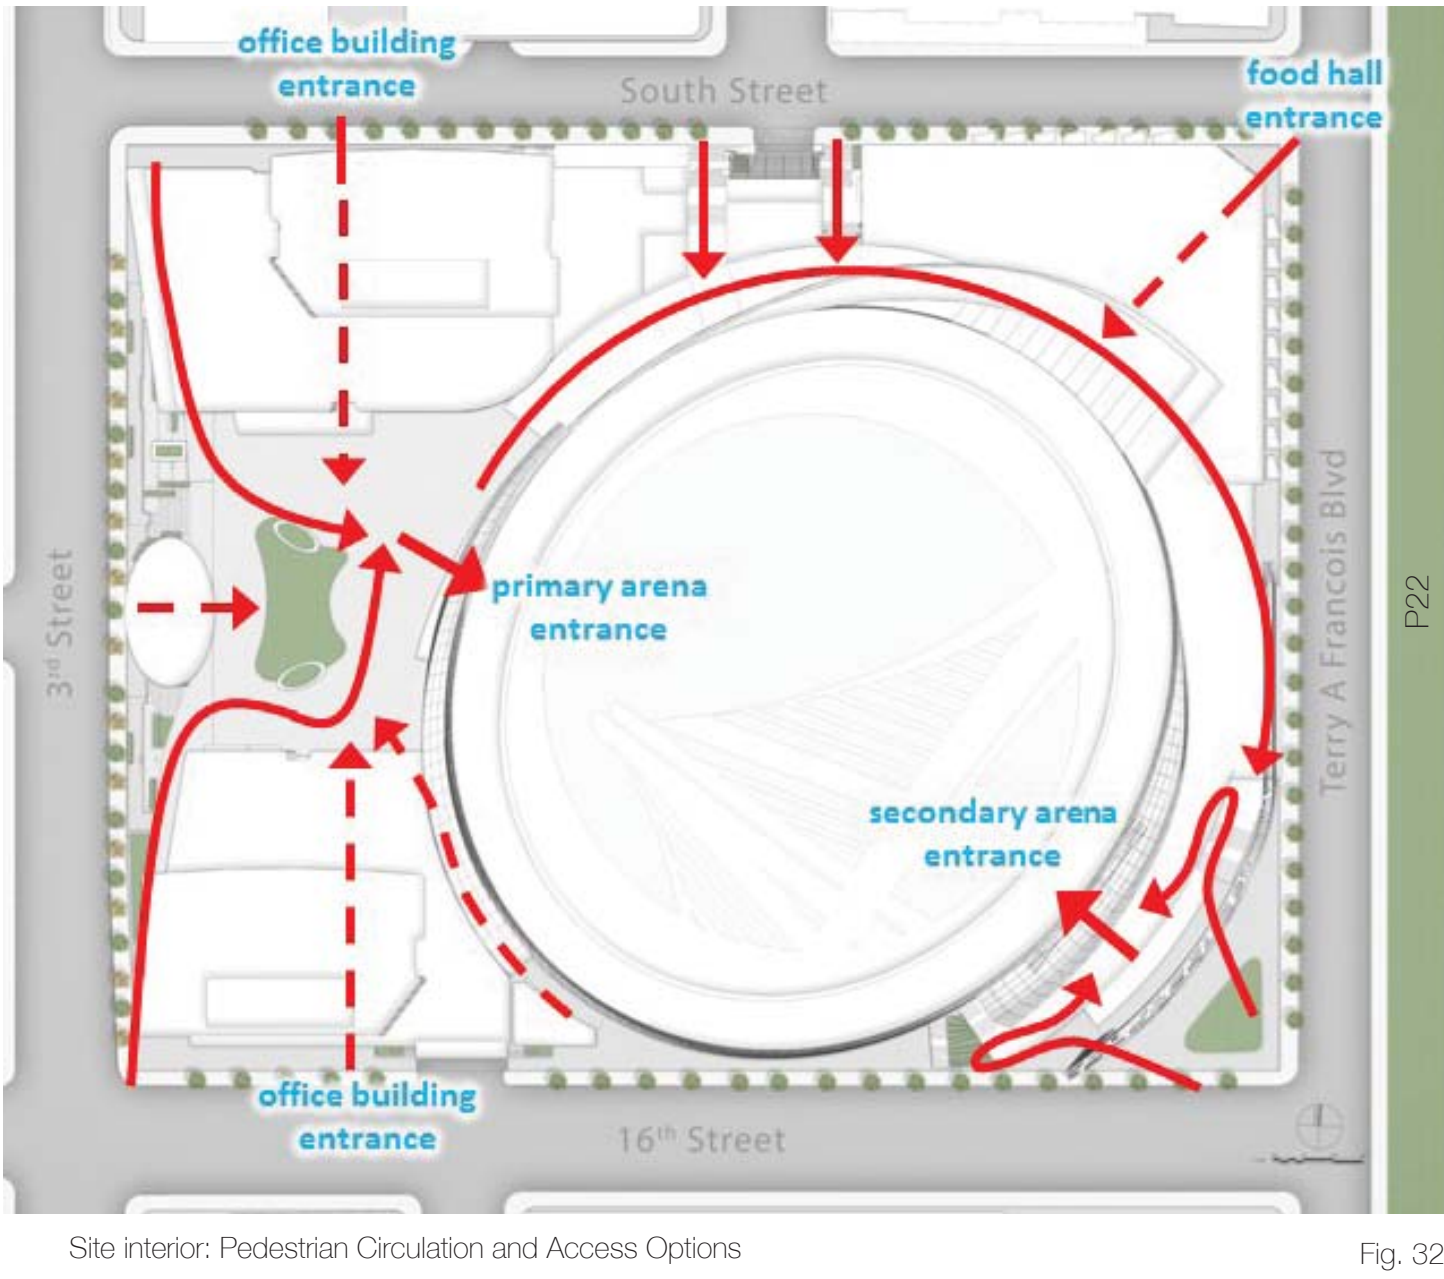 office building
entrance
South Street
food hall
entrance
3rd Street
primary arena
entrance
Terry A Francois Blvd
P22
secondary arena
entrance
office building
entrance
16th Street
Site interior: Pedestrian Circulation and Access Options
Fig. 32